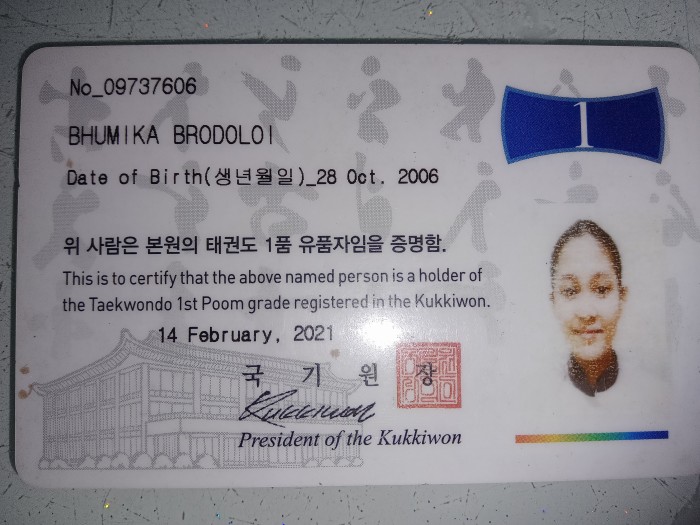 No_09737606
1
BHUMIKA BRODOLOI
Date of Birth(생년월일)_28 Oct. 2006
위 사람은 본원의 태권도 1품 유품자임을 증명함.
This is to certify that the above named person is a holder of
the Taekwondo 1st Poom grade registered in the Kukkiwon.
14 February, 2021
국 기 원 장
Kukkiwon
President of the Kukkiwon